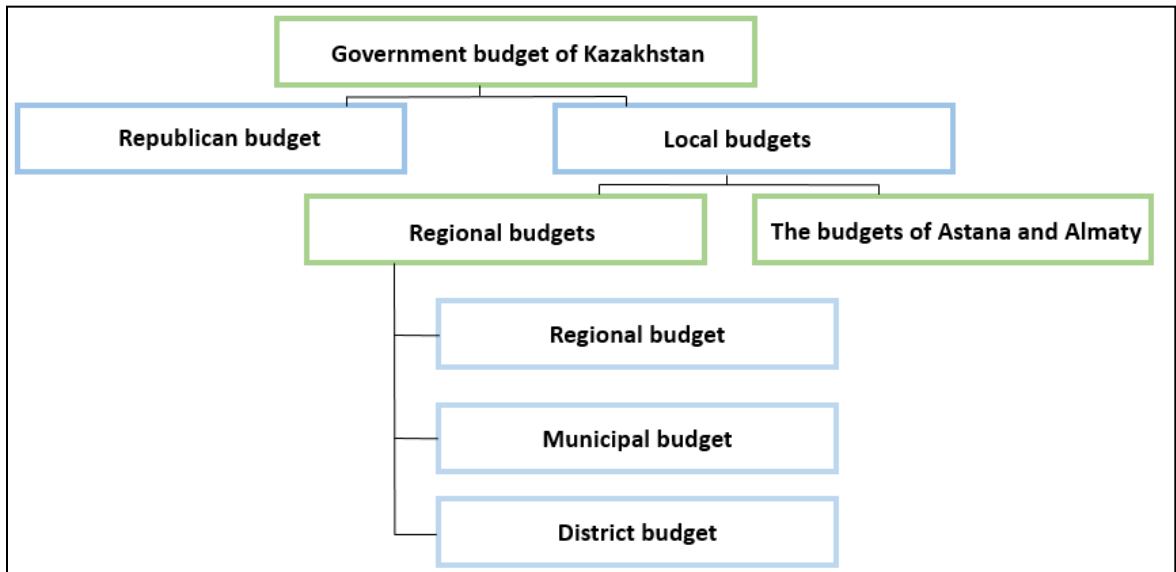 Government budget of Kazakhstan
Republican budget
Local budgets
Regional budgets
The budgets of Astana and Almaty
Regional budget
Municipal budget
District budget